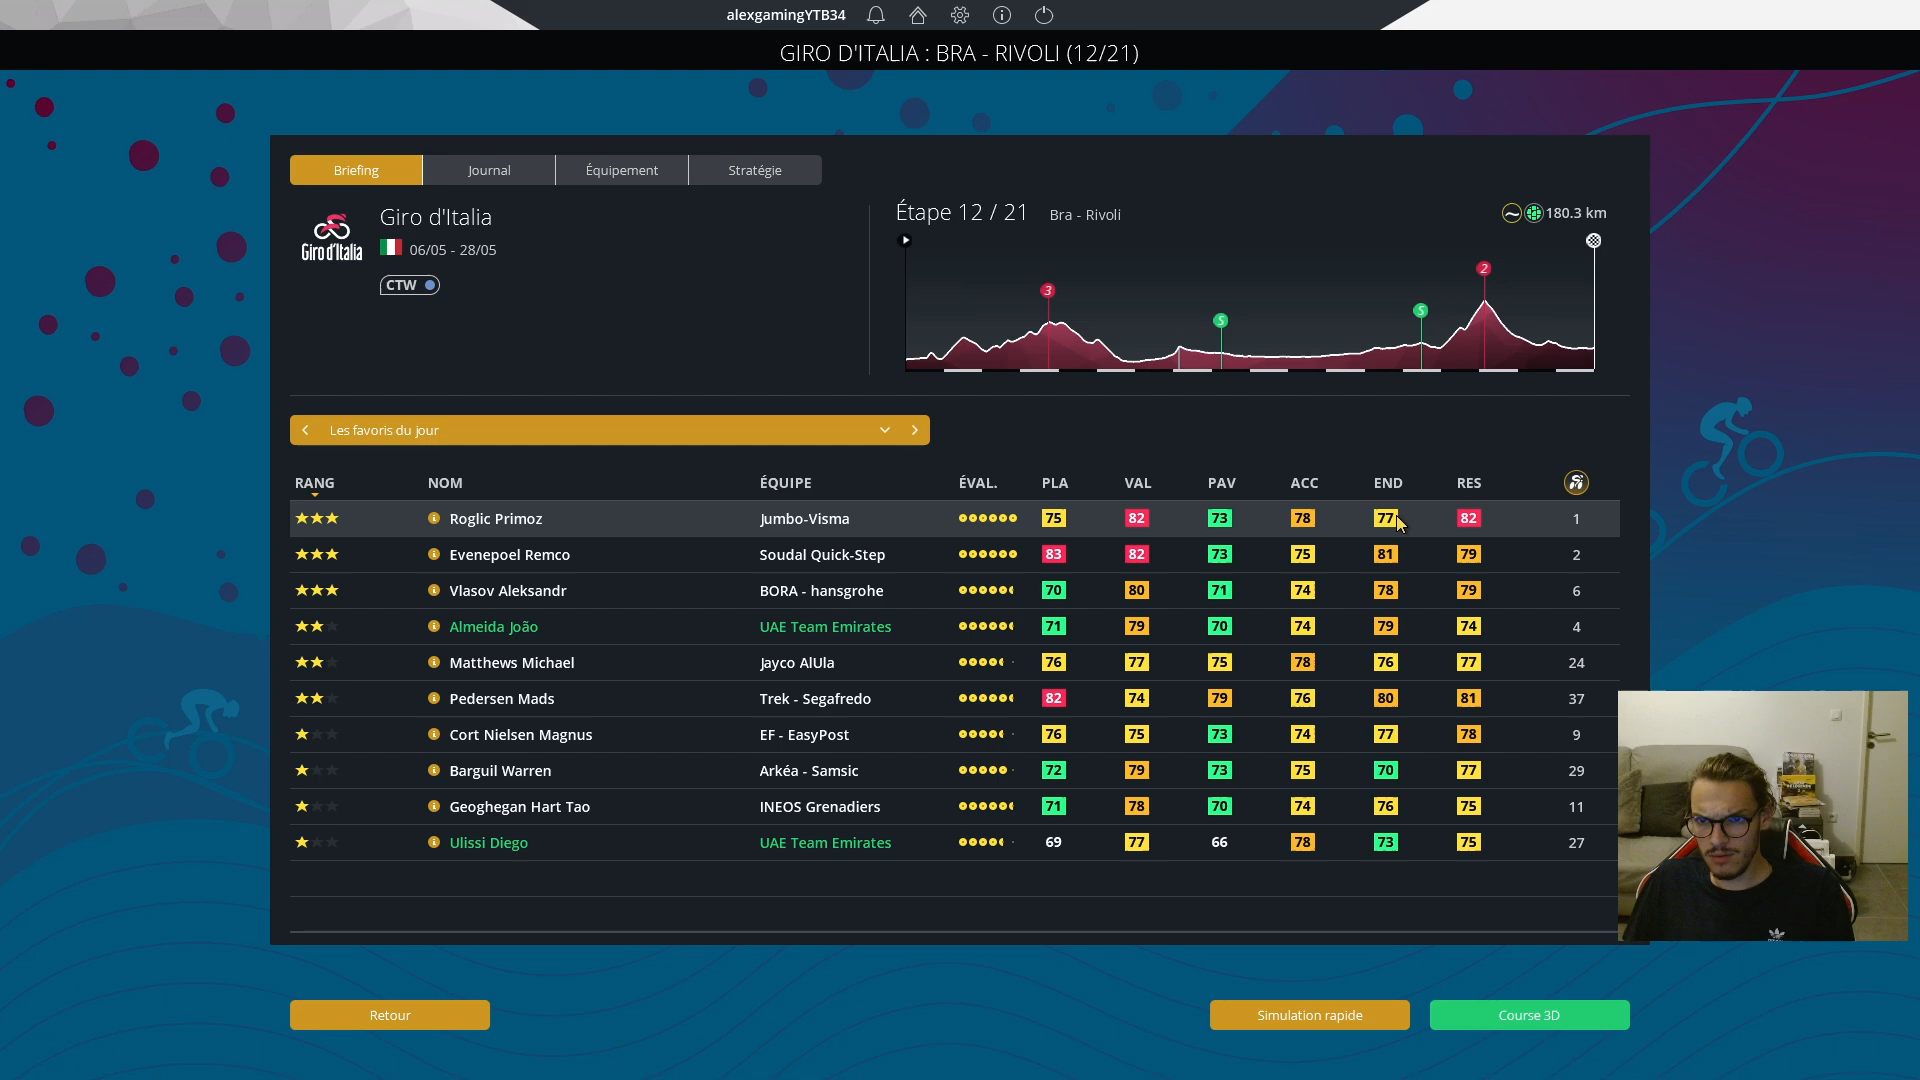 alexgamingYTB34
GIRO D'ITALIA : BRA - RIVOLI (12/21)
Briefing Journal Équipement Stratégie
Giro d'Italia
Giro d'Italia
06/05 - 28/05
CTW
Étape 12 / 21 Bra - Rivoli 180.3 km
3 S S 2
Les favoris du jour
RANG NOM ÉQUIPE ÉVAL. PLA VAL PAV ACC END RES
Roglic Primoz Jumbo-Visma 75 82 73 78 77 82 1
Evenepoel Remco Soudal Quick-Step 83 82 73 75 81 79 2
Vlasov Aleksandr BORA - hansgrohe 70 80 71 74 78 79 6
Almeida João UAE Team Emirates 71 79 70 74 79 74 4
Matthews Michael Jayco AlUla 76 77 75 78 76 77 24
Pedersen Mads Trek - Segafredo 82 74 79 76 80 81 37
Cort Nielsen Magnus EF - EasyPost 76 75 73 74 77 78 9
Barguil Warren Arkéa - Samsic 72 79 73 75 70 77 29
Geoghegan Hart Tao INEOS Grenadiers 71 78 70 74 76 75 11
Ulissi Diego UAE Team Emirates 69 77 66 78 73 75 27
Retour Simulation rapide Course 3D